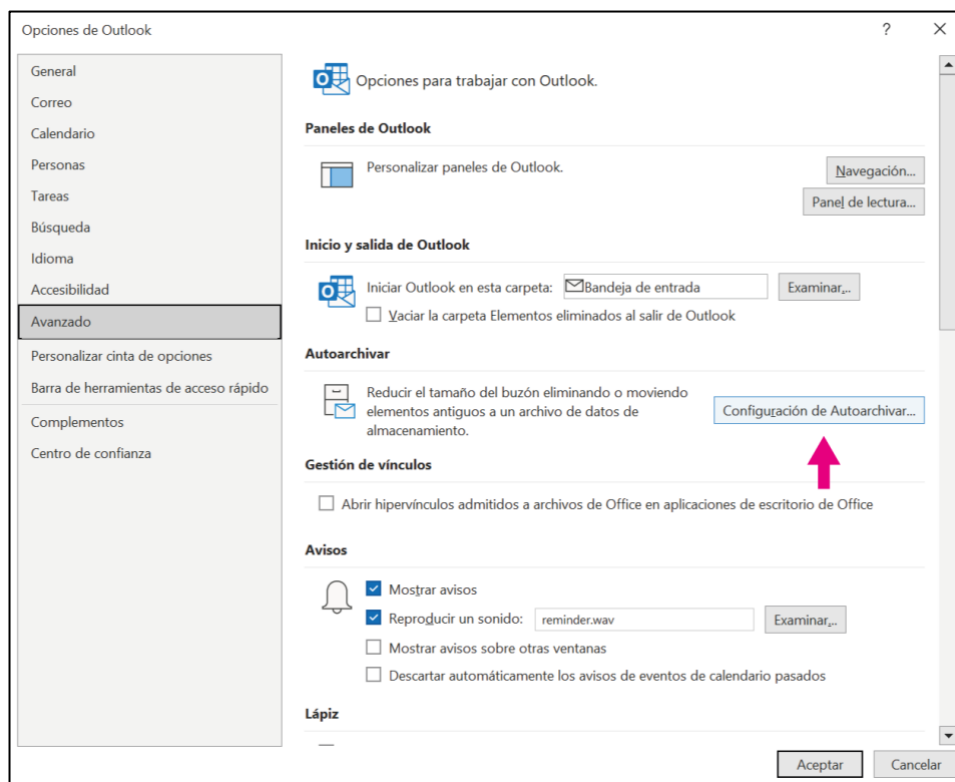 Opciones de Outlook
?
General
Correo
Calendario
Personas
Tareas
Búsqueda
Idioma
Accesibilidad
Avanzado
Personalizar cinta de opciones
Barra de herramientas de acceso rápido
Complementos
Centro de confianza
Opciones para trabajar con Outlook.
Paneles de Outlook
Personalizar paneles de Outlook.
Navegación...
Panel de lectura...
Inicio y salida de Outlook
Iniciar Outlook en esta carpeta: Bandeja de entrada Examinar...
Vaciar la carpeta Elementos eliminados al salir de Outlook
Autoarchivar
Reducir el tamaño del buzón eliminando o moviendo
elementos antiguos a un archivo de datos de
almacenamiento.
Configuración de Autoarchivar...
Gestión de vínculos
Abrir hipervínculos admitidos a archivos de Office en aplicaciones de escritorio de Office
Avisos
Mostrar avisos
Reproducir un sonido: reminder.wav Examinar...
Mostrar avisos sobre otras ventanas
Descartar automáticamente los avisos de eventos de calendario pasados
Lápiz
Aceptar Cancelar